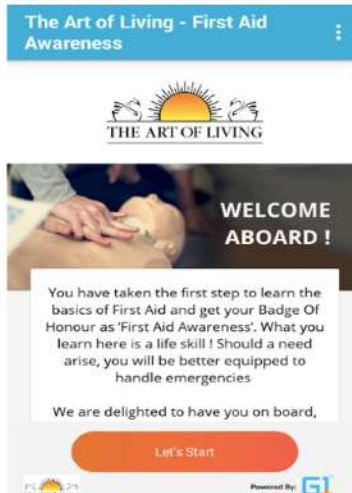 The Art of Living - First Aid
Awareness
THE ART OF LIVING
WELCOME
ABOARD !
You have taken the first step to learn the
basics of First Aid and get your Badge Of
Honour as ‘First Aid Awareness’. What you
learn here is a life skill ! Should a need
arise, you will be better equipped to
handle emergencies
We are delighted to have you on board,
Let's Start
Powered By: